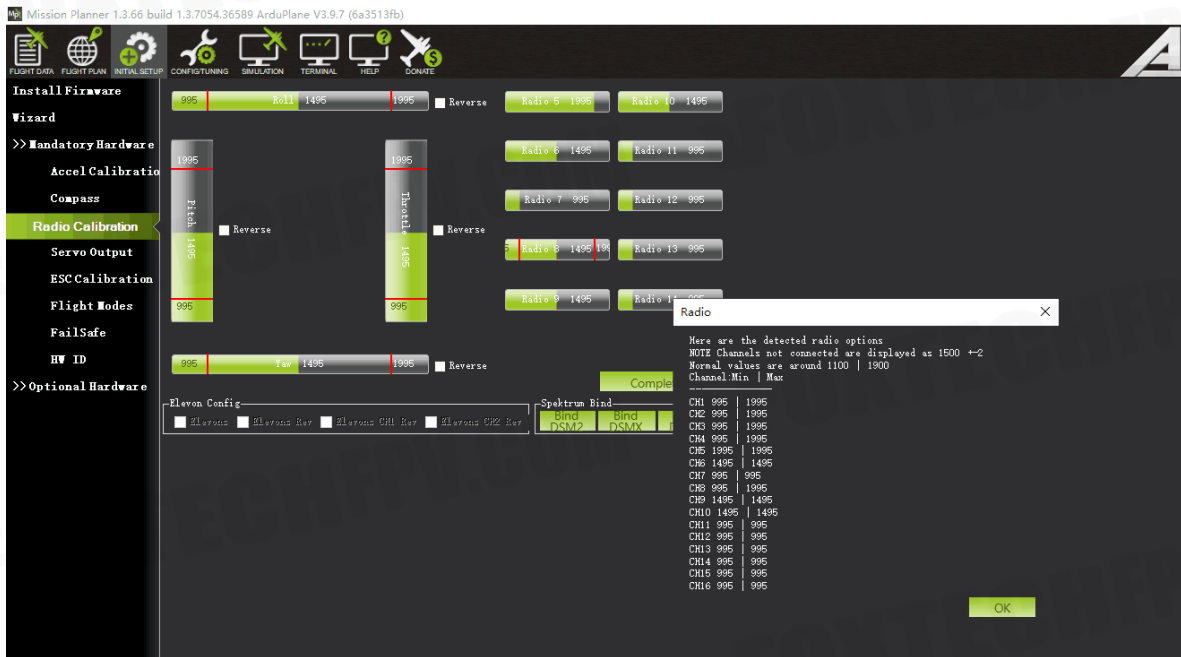 Mission Planner 1.3.66 build 1.3.7054.36589 ArduPlane V3.9.7 (6a3513fb)
FLIGHT DATA FLIGHT PLAN INITIAL SETUP CONFIG/TUNING SIMULATION TERMINAL HELP DONATE
Install Firmware
Wizard
>> Mandatory Hardware
Accel Calibratio
Compass
Radio Calibration
Servo Output
ESC Calibration
Flight Modes
FailSafe
HW ID
>> Optional Hardware
995 Roll 1495 1995 Reverse
1995
Pitch 1495
995
Reverse
1995
Throttle 1495
995
Reverse
995 Yaw 1495 1995 Reverse
Radio 5 1995 Radio 10 1495
Radio 6 1495 Radio 11 995
Radio 7 995 Radio 12 995
Radio 8 1495 199 Radio 13 995
Radio 9 1495 Radio 14 995
Comple
Elevon Config
Elevons Elevons Rev Elevons CH1 Rev Elevons CH2 Rev
Spektrum Bind
Bind DSM2
Bind DSMX
Radio
Here are the detected radio options
NOTE Channels not connected are displayed as 1500 +-2
Normal values are around 1100 | 1900
Channel:Min | Max
--------------------
CH1 995 | 1995
CH2 995 | 1995
CH3 995 | 1995
CH4 995 | 1995
CH5 1995 | 1995
CH6 1495 | 1495
CH7 995 | 995
CH8 995 | 1995
CH9 1495 | 1495
CH10 1495 | 1495
CH11 995 | 995
CH12 995 | 995
CH13 995 | 995
CH14 995 | 995
CH15 995 | 995
CH16 995 | 995
OK